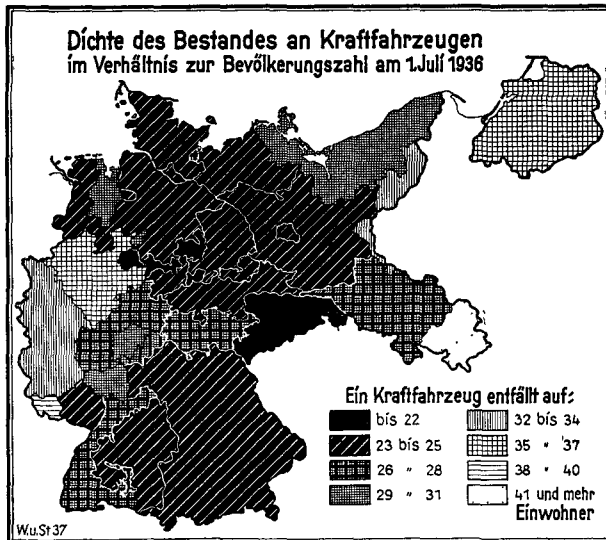 Dichte des Bestandes an Kraftfahrzeugen
im Verhältnis zur Bevölkerungszahl am 1.Juli 1936
Ein Kraftfahrzeug entfällt auf:
bis 22
23 bis 25
26 " 28
29 " 31
32 bis 34
35 " 37
38 " 40
41 und mehr
Einwohner
W.u.St 37